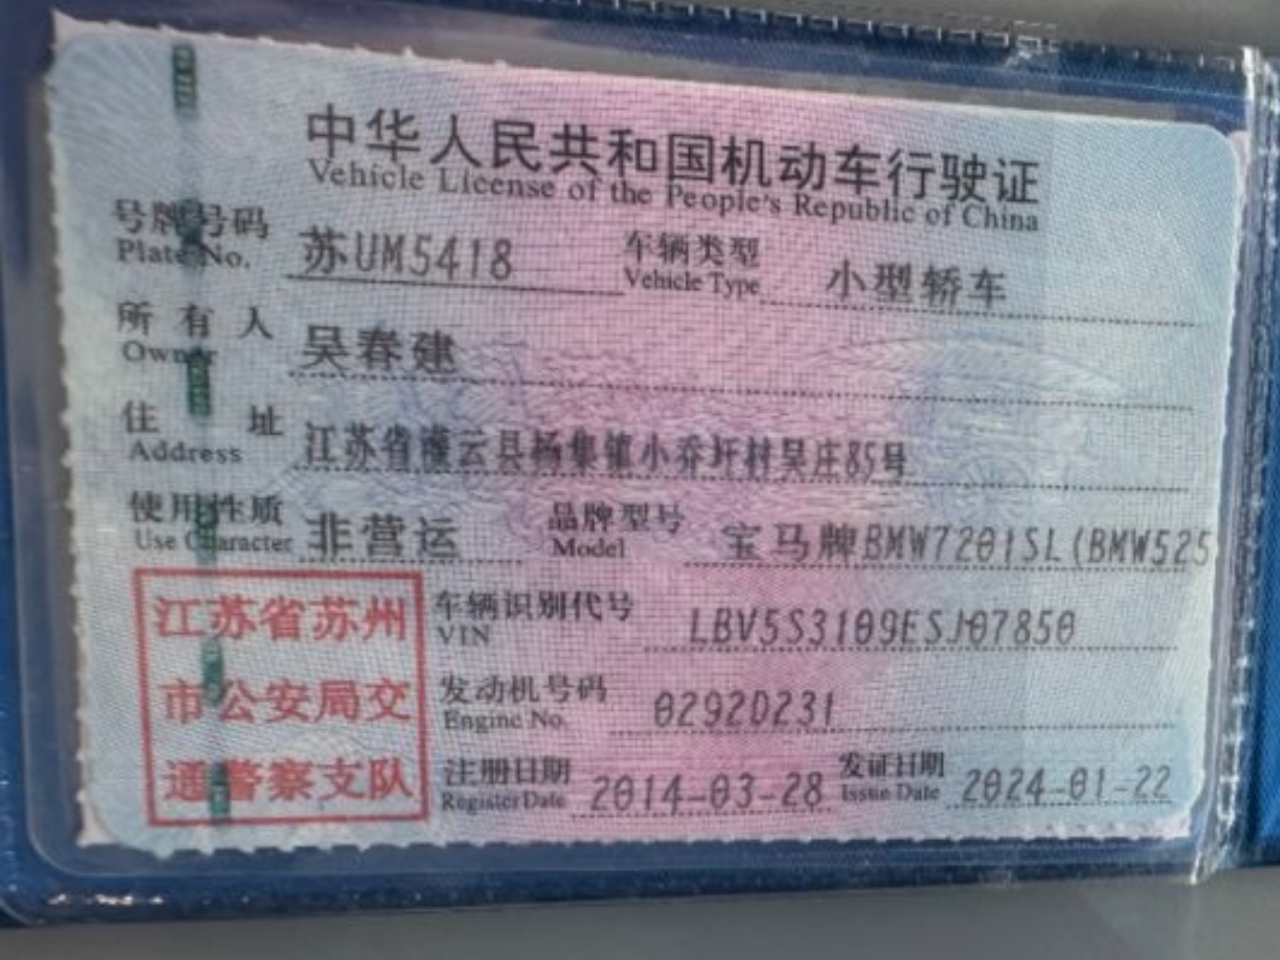 中华人民共和国机动车行驶证
Vehicle License of the People's Republic of China
号牌号码 苏UM5418 车辆类型 小型轿车
Plate No. Vehicle Type
所有人 吴春建
Owner
住址 江苏省灌云县杨集镇小乔圩村吴庄85号
Address
使用性质 非营运 品牌型号 宝马牌BMW7201SL(BMW525
Use Character Model
江苏省苏州
市公安局交
通警察支队
车辆识别代号 LBV5S3109ESJ07850
VIN
发动机号码 0292D231
Engine No.
注册日期 2014-03-28 发证日期 2024-01-22
Register Date Issue Date